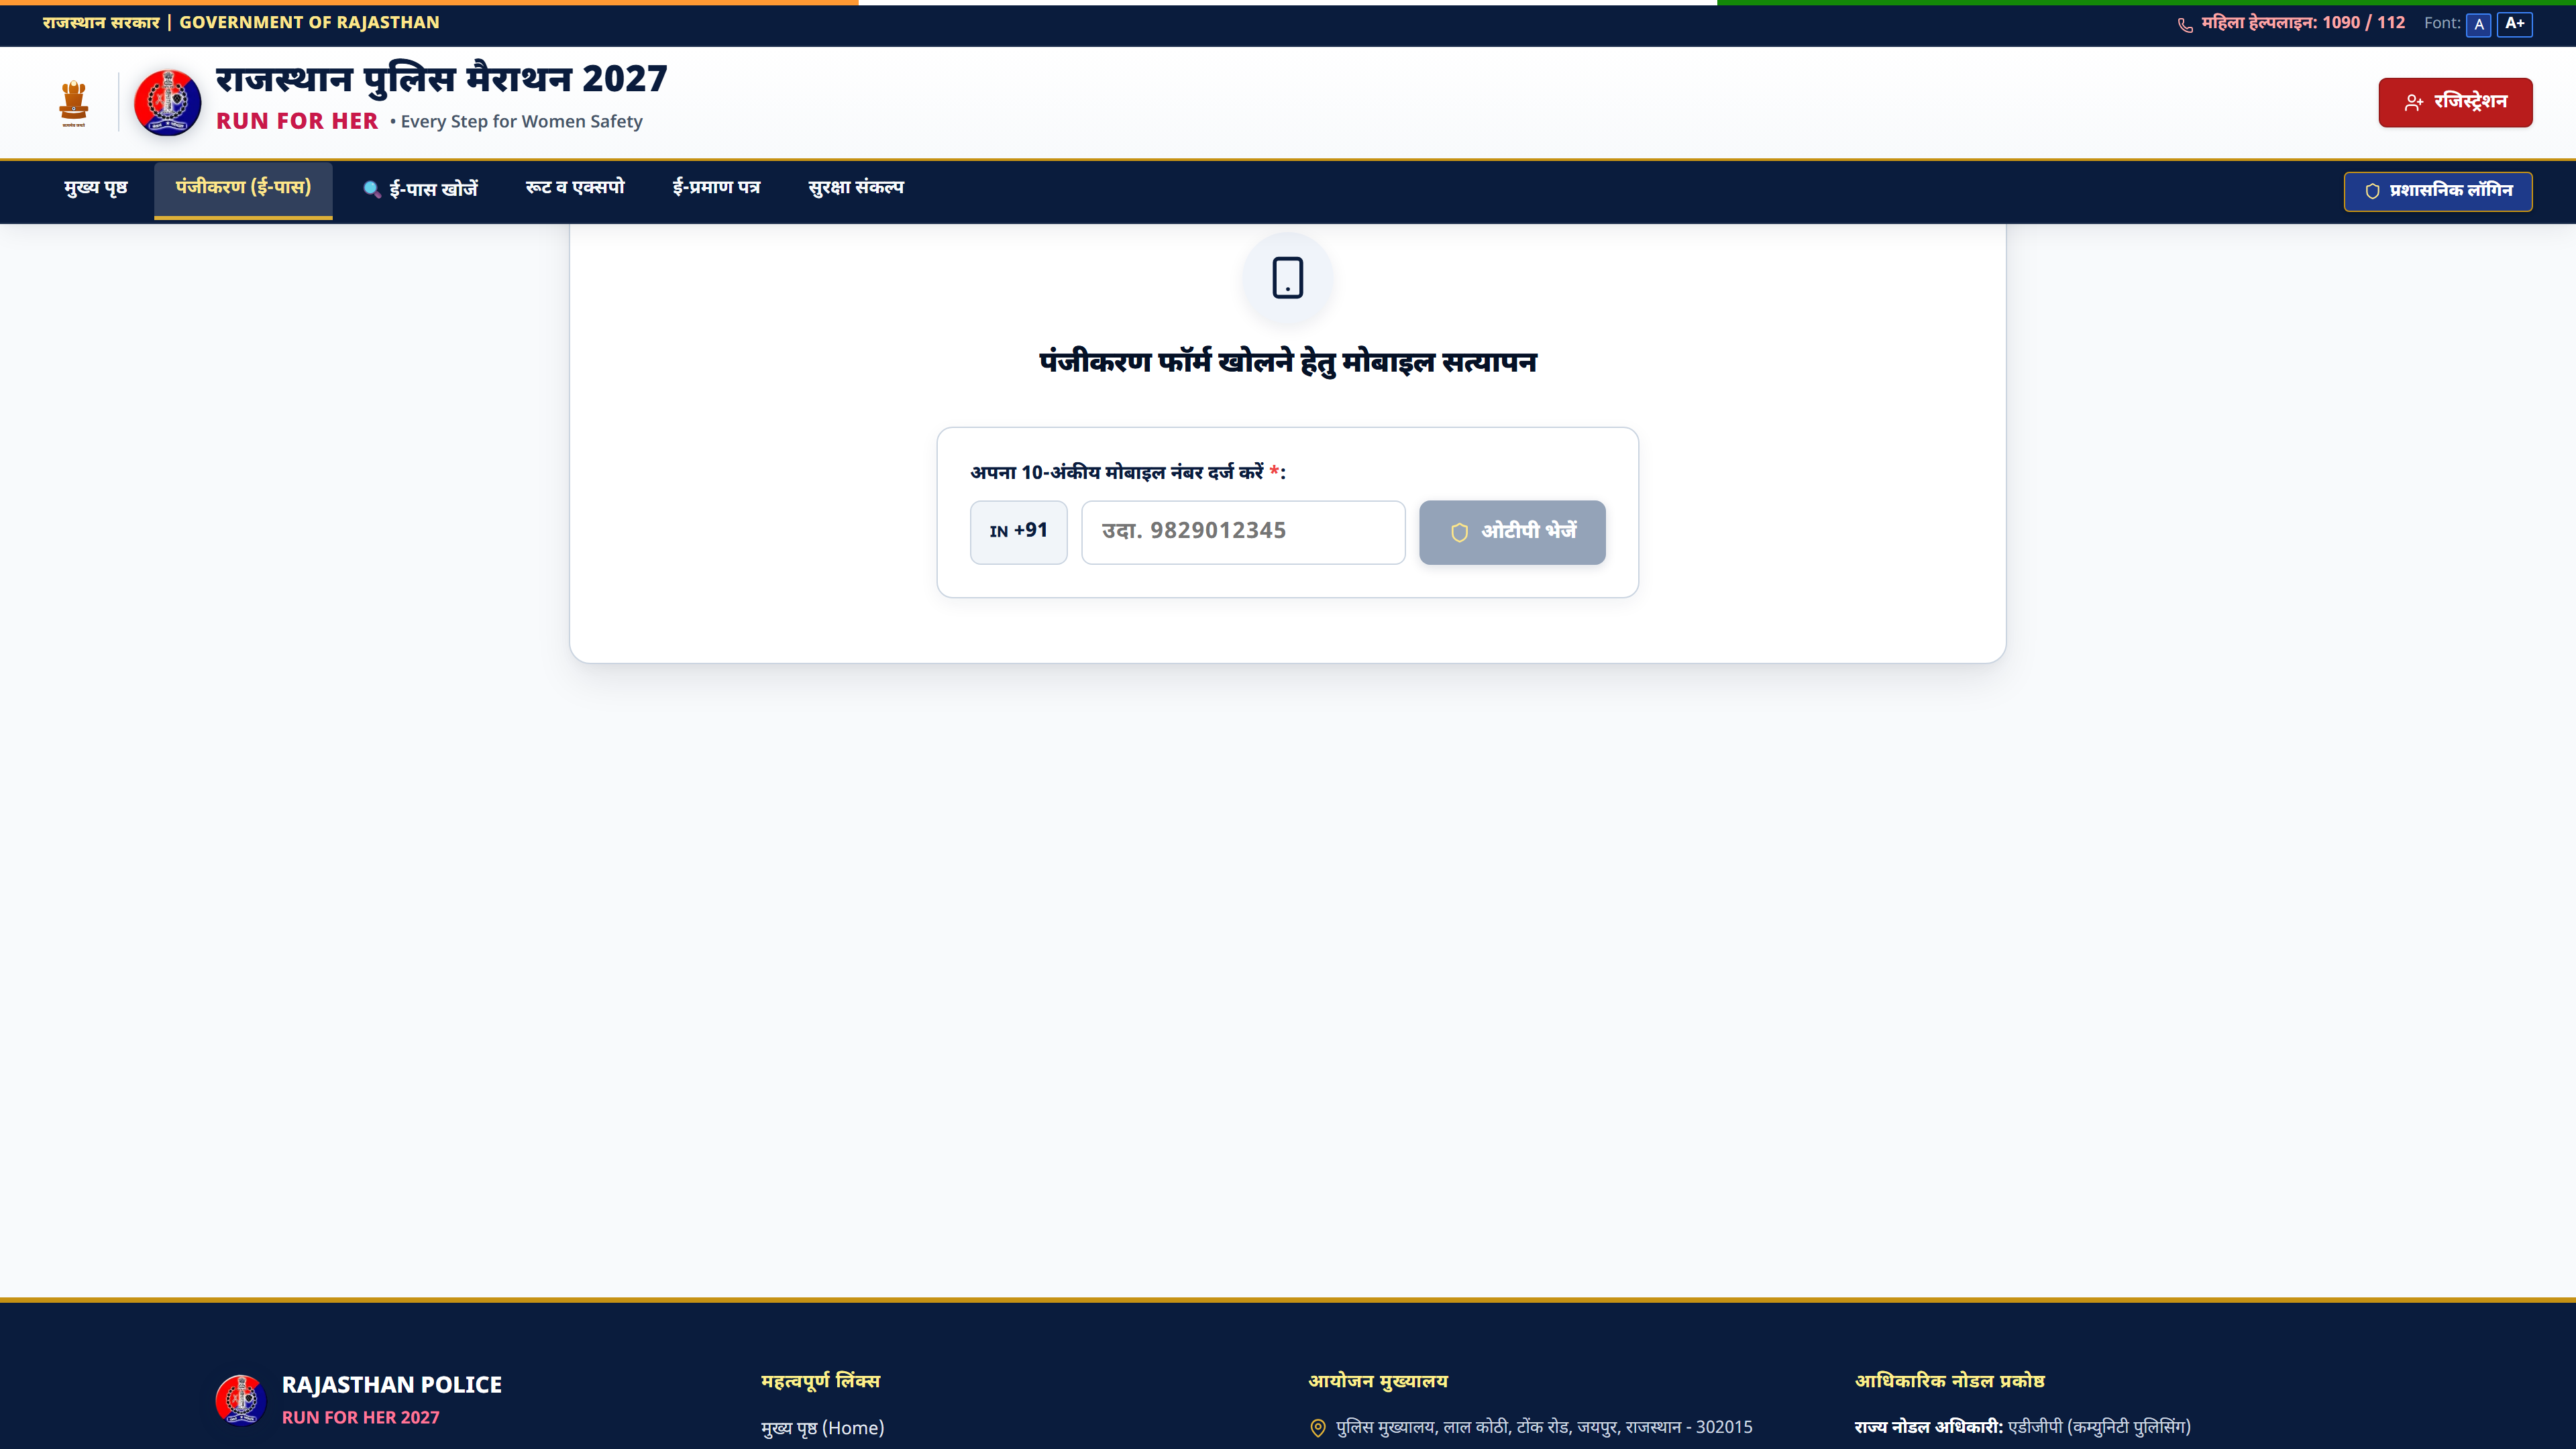 राजस्थान सरकार | GOVERNMENT OF RAJASTHAN
महिला हेल्पलाइन: 1090 / 112 Font: A A+
राजस्थान पुलिस मैराथन 2027
RUN FOR HER • Every Step for Women Safety
रजिस्ट्रेशन
मुख्य पृष्ठ पंजीकरण (ई-पास) ई-पास खोजें रूट व एक्सपो ई-प्रमाण पत्र सुरक्षा संकल्प प्रशासनिक लॉगिन
पंजीकरण फॉर्म खोलने हेतु मोबाइल सत्यापन
अपना 10-अंकीय मोबाइल नंबर दर्ज करें *:
IN +91 उदा. 9829012345 ओटीपी भेजें
RAJASTHAN POLICE
RUN FOR HER 2027
महत्वपूर्ण लिंक्स
मुख्य पृष्ठ (Home)
आयोजन मुख्यालय
पुलिस मुख्यालय, लाल कोठी, टोंक रोड, जयपुर, राजस्थान - 302015
आधिकारिक नोडल प्रकोष्ठ
राज्य नोडल अधिकारी: एडीजीपी (कम्युनिटी पुलिसिंग)